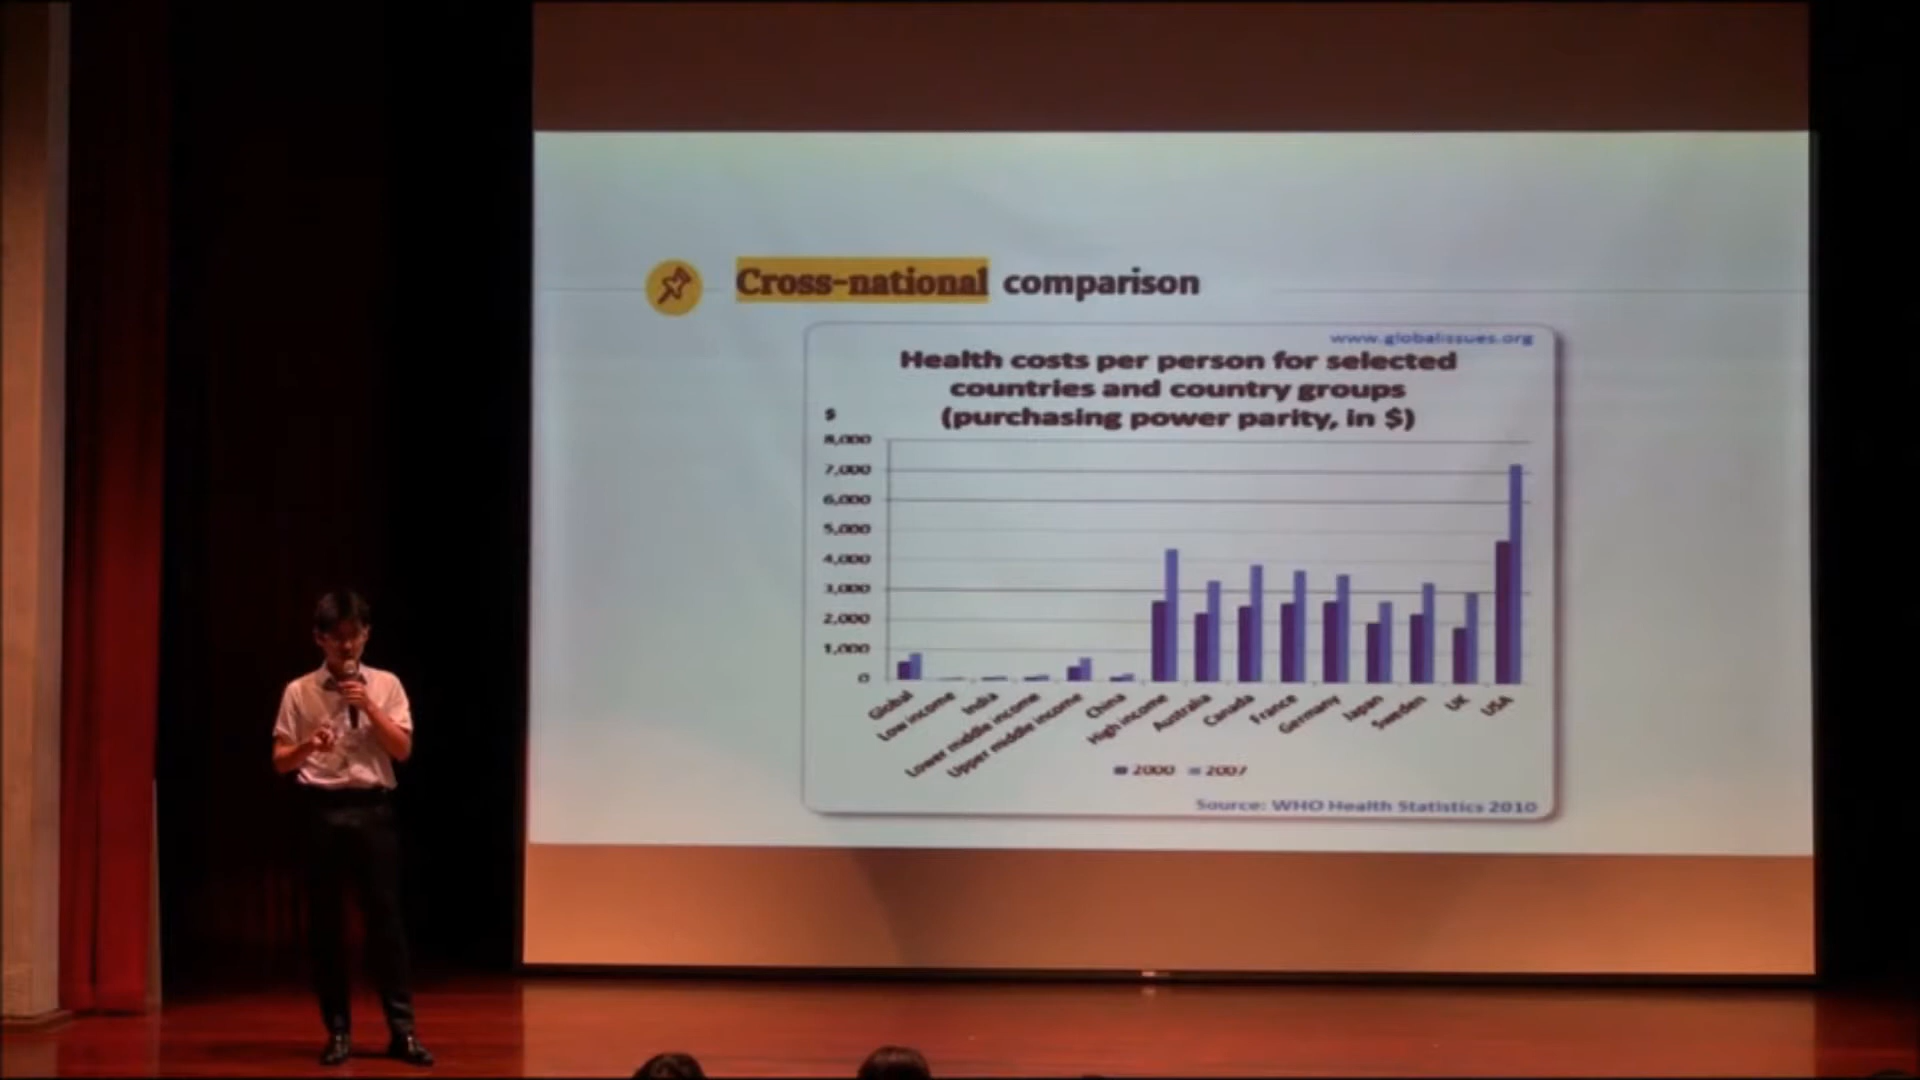 Cross-national comparison
www.globalissues.org
Health costs per person for selected
countries and country groups
(purchasing power parity, in $)
$
8,000
7,000
6,000
5,000
4,000
3,000
2,000
1,000
0
Global
Low income
India
Lower middle income
Upper middle income
China
High income
Australia
Canada
France
Germany
Japan
Sweden
UK
USA
2000 2007
Source: WHO Health Statistics 2010